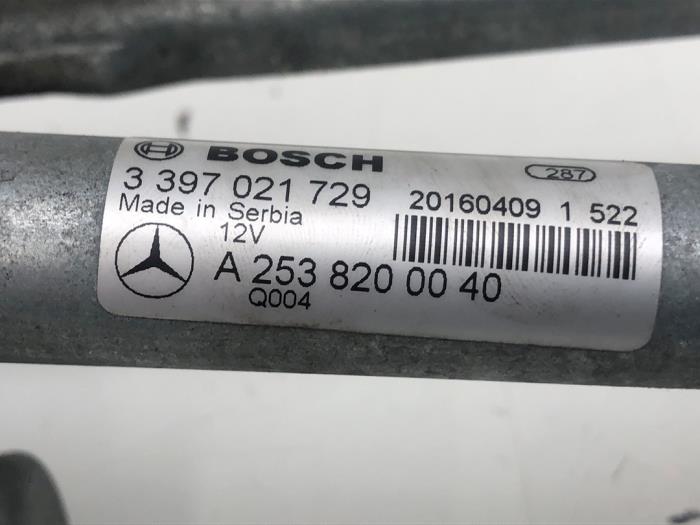 BOSCH
287
3 397 021 729
20160409 1 522
Made in Serbia
12V
A 253 820 00 40
Q004